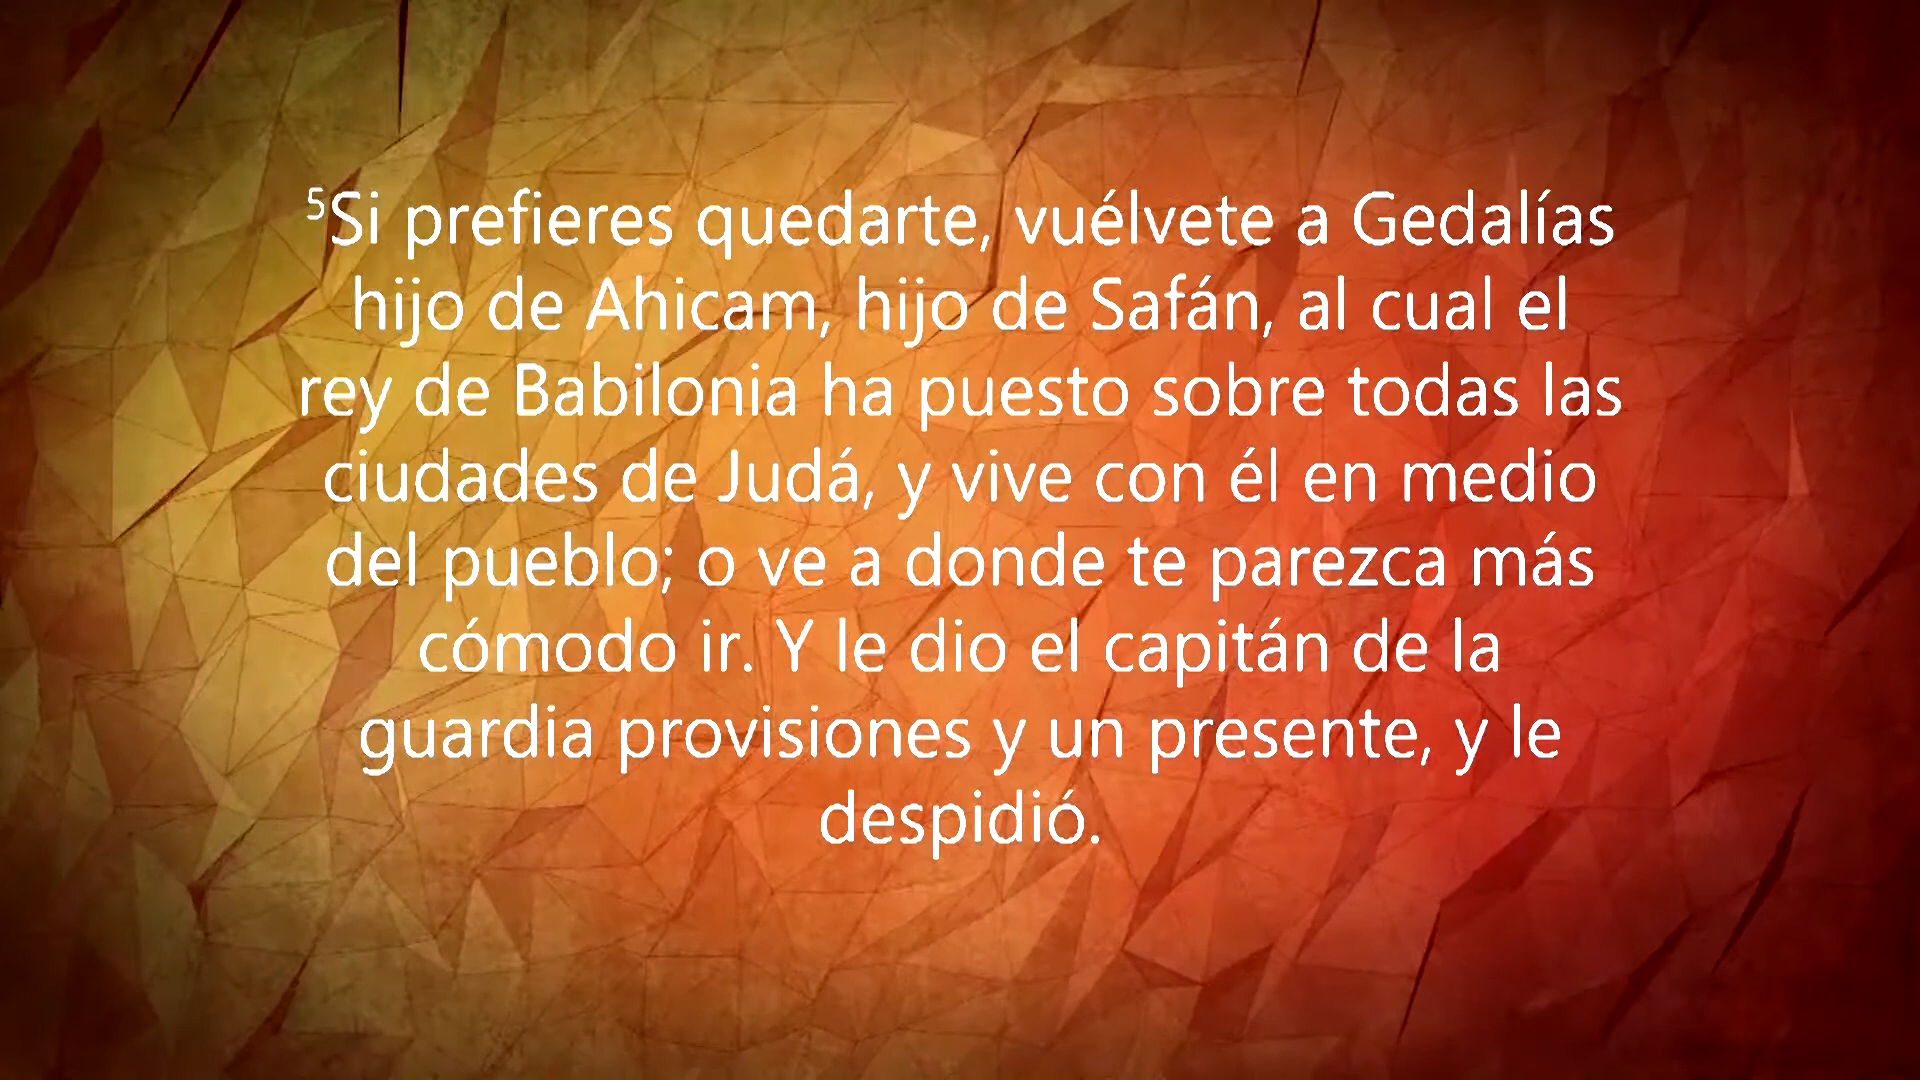 ⁵Si prefieres quedarte, vuélvete a Gedalías
hijo de Ahicam, hijo de Safán, al cual el
rey de Babilonia ha puesto sobre todas las
ciudades de Judá, y vive con él en medio
del pueblo; o ve a donde te parezca más
cómodo ir. Y le dio el capitán de la
guardia provisiones y un presente, y le
despidió.